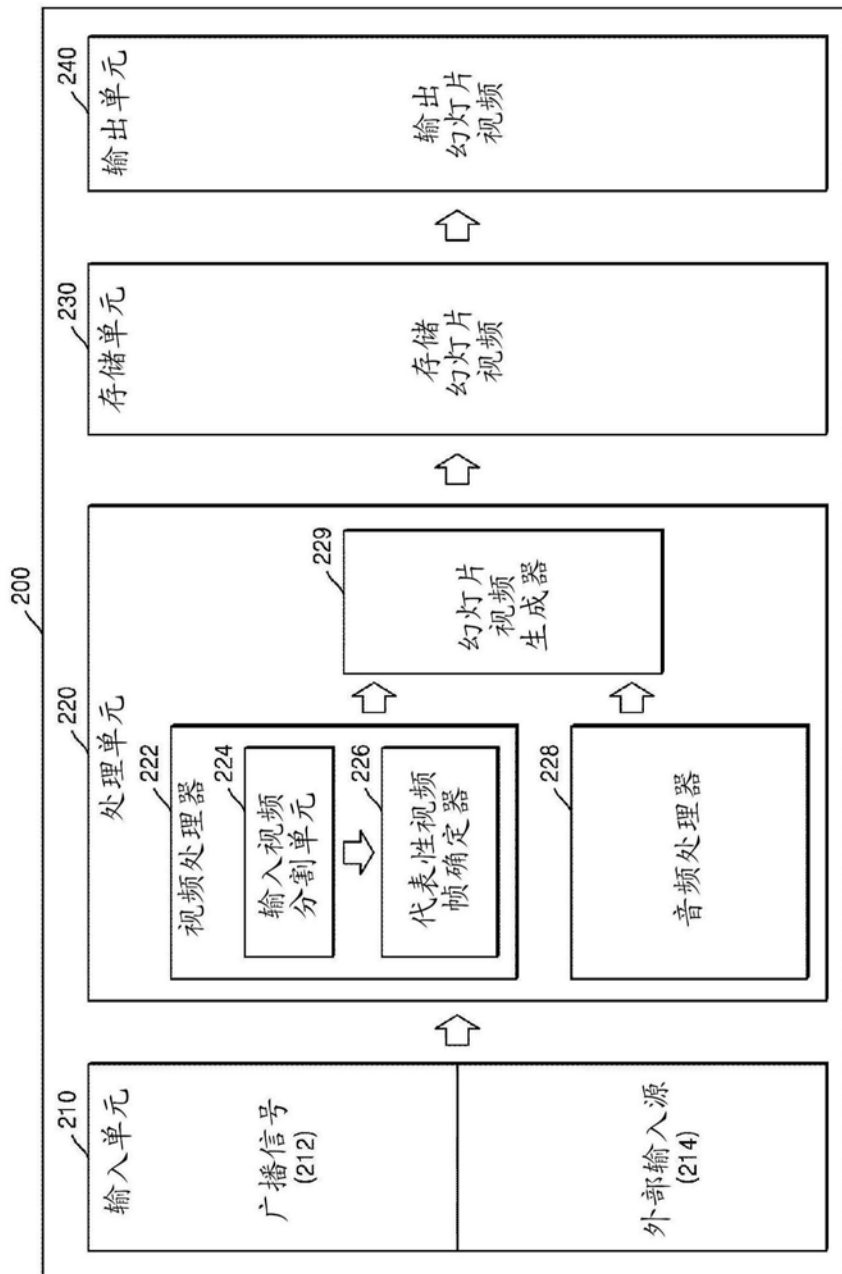 200
210
输入单元
广播信号
(212)
外部输入源
(214)
220
处理单元
222
视频处理器
224
输入视频
分割单元
226
代表性视频
帧确定器
228
音频处理器
229
幻灯片
视频
生成器
230
存储单元
存储
幻灯片
视频
240
输出单元
输出
幻灯片
视频